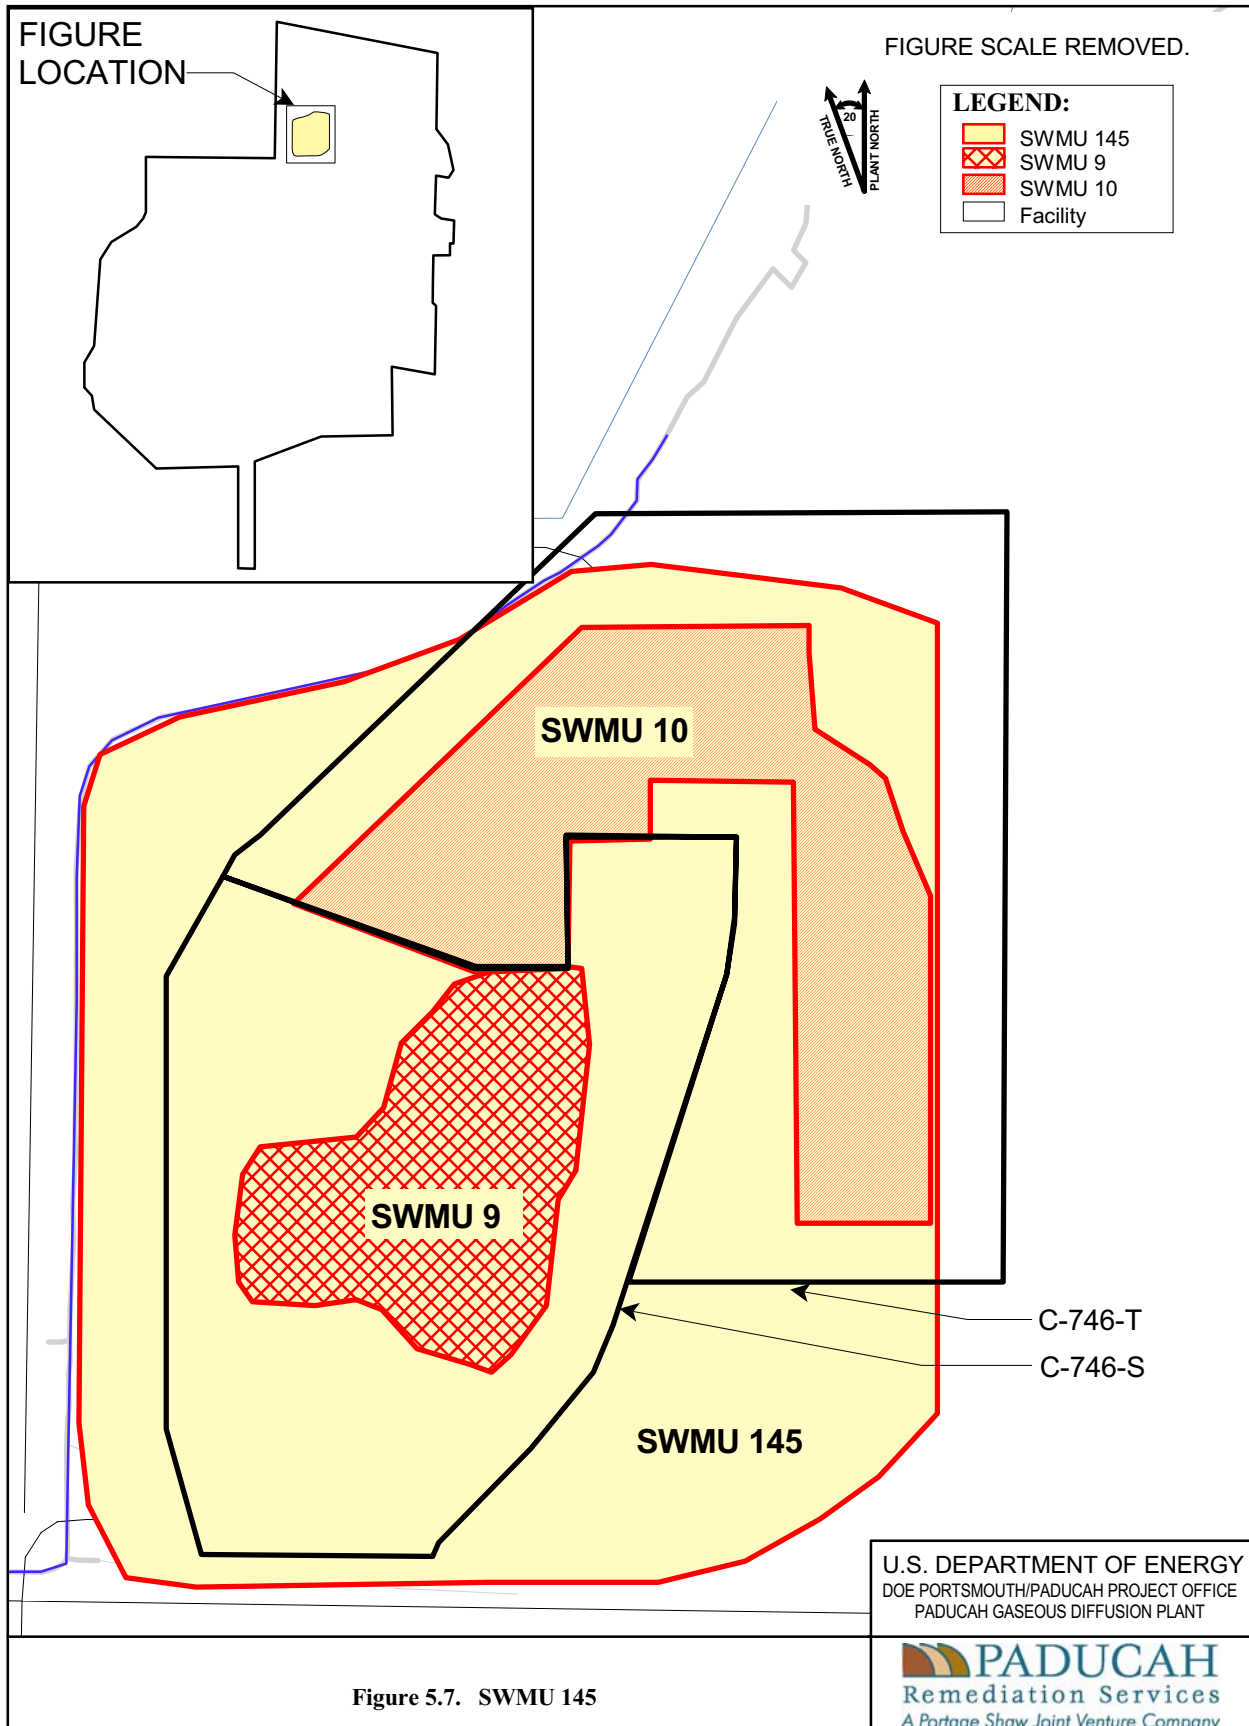 FIGURE
LOCATION
FIGURE SCALE REMOVED.
TRUE NORTH
20
PLANT NORTH
LEGEND:
SWMU 145
SWMU 9
SWMU 10
Facility
SWMU 10
SWMU 9
C-746-T
C-746-S
SWMU 145
U.S. DEPARTMENT OF ENERGY
DOE PORTSMOUTH/PADUCAH PROJECT OFFICE
PADUCAH GASEOUS DIFFUSION PLANT
Figure 5.7. SWMU 145
PADUCAH
Remediation Services
A Portage Shaw Joint Venture Company